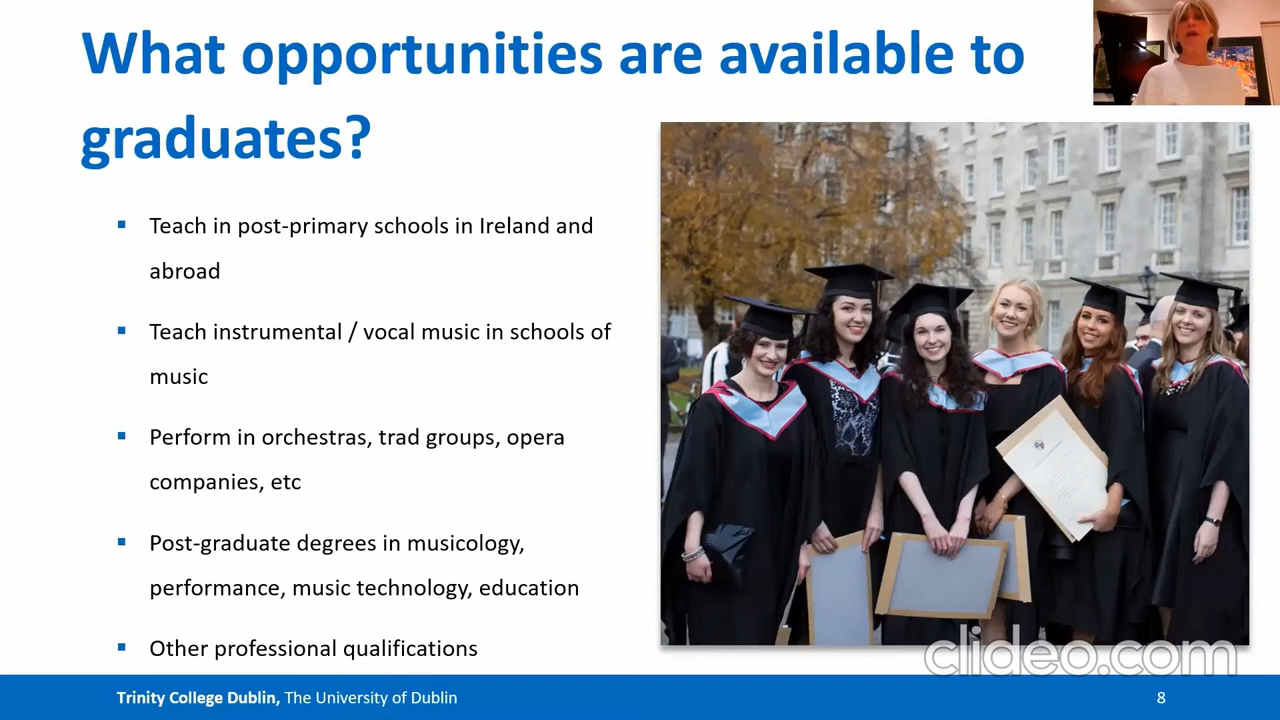 What opportunities are available to
graduates?
▪ Teach in post-primary schools in Ireland and
abroad
▪ Teach instrumental / vocal music in schools of
music
▪ Perform in orchestras, trad groups, opera
companies, etc
▪ Post-graduate degrees in musicology,
performance, music technology, education
▪ Other professional qualifications
clideo.com
Trinity College Dublin, The University of Dublin
8